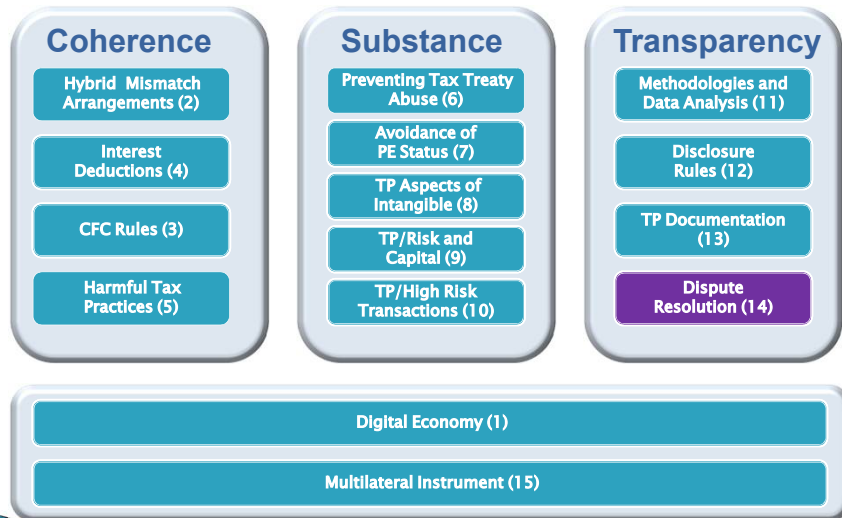 Coherence
Hybrid Mismatch
Arrangements (2)
Interest
Deductions (4)
CFC Rules (3)
Harmful Tax
Practices (5)
Substance
Preventing Tax Treaty
Abuse (6)
Avoidance of
PE Status (7)
TP Aspects of
Intangible (8)
TP/Risk and
Capital (9)
TP/High Risk
Transactions (10)
Transparency
Methodologies and
Data Analysis (11)
Disclosure
Rules (12)
TP Documentation
(13)
Dispute
Resolution (14)
Digital Economy (1)
Multilateral Instrument (15)